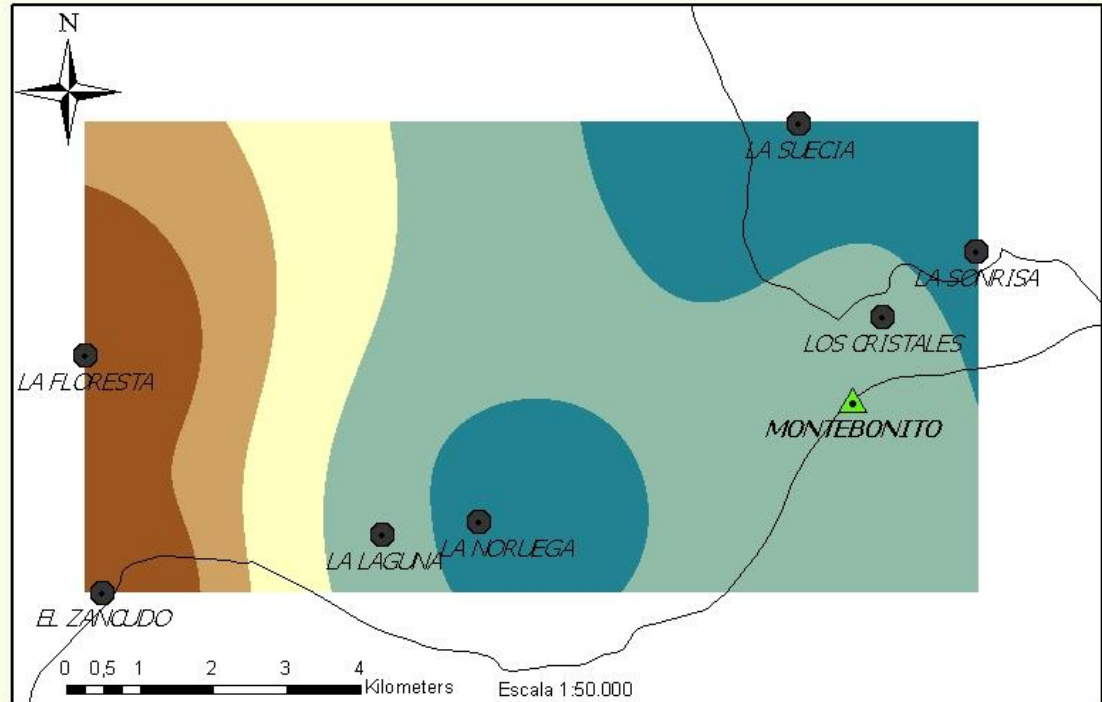 N
LA SUECIA
LA SONRISA
LOS CRISTALES
LA FLORESTA
MONTEBONITO
LA NORUEGA
LA LAGUNA
EL ZANCUDO
0 0,5 1 2 3 4
Kilometers
Escala 1:50.000